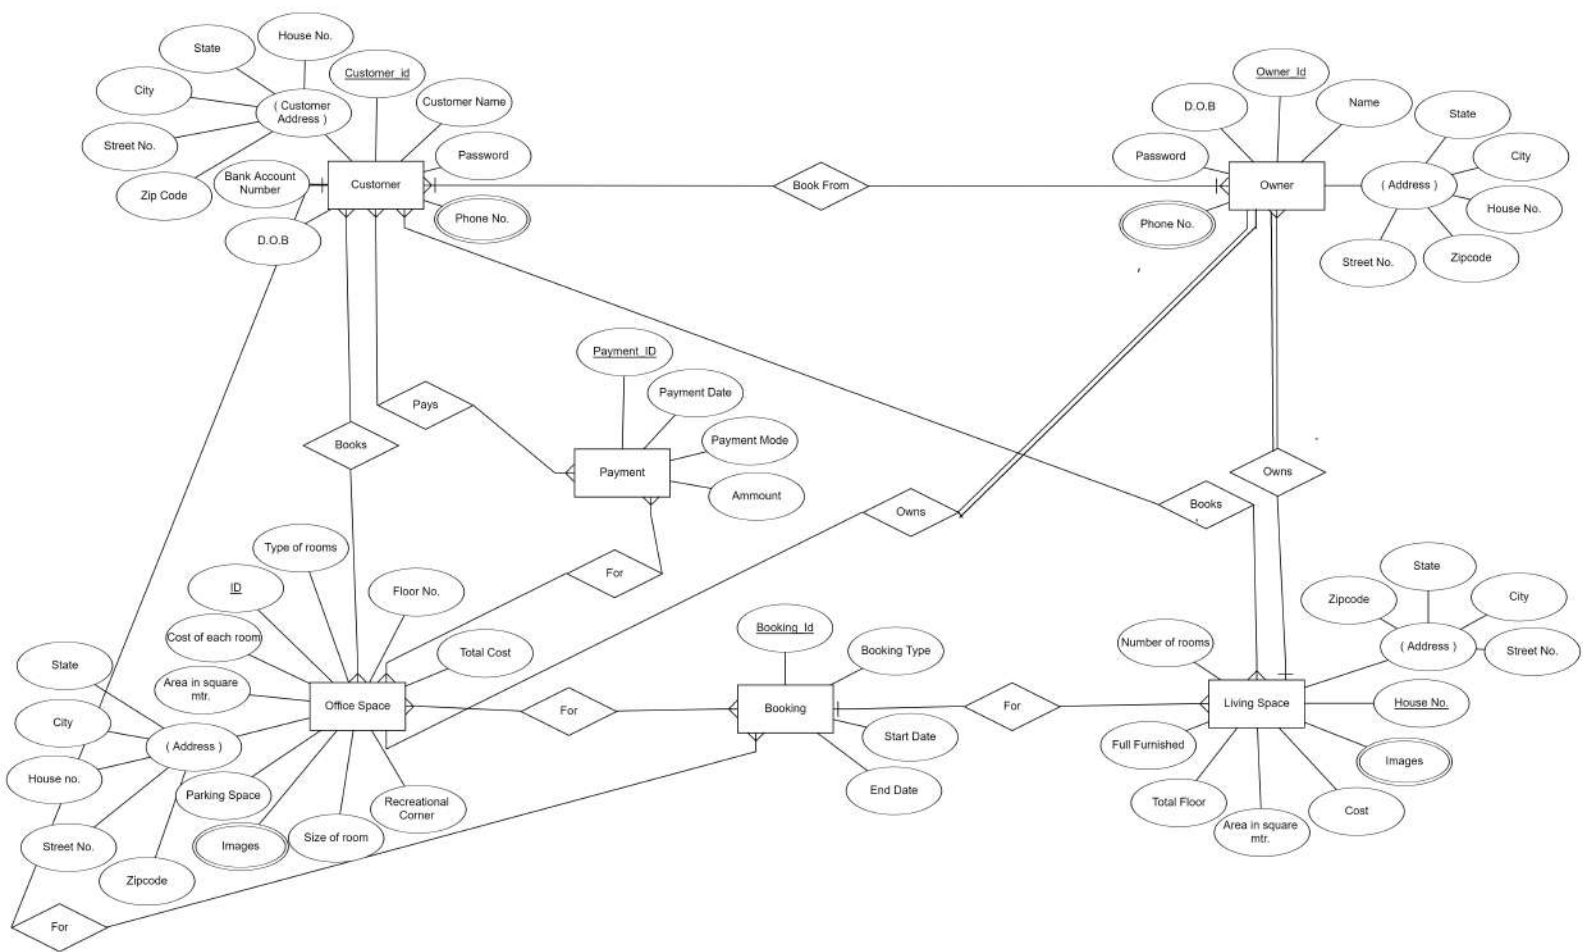 House No.
State
Customer_id
Owner_Id
City
( Customer
Address )
Customer Name
D.O.B
Name
State
Street No.
Password
Password
City
Zip Code
Bank Account
Number
Customer
Book From
Owner
( Address )
House No.
Phone No.
Phone No.
D.O.B
Street No.
Zipcode
Payment_ID
Payment Date
Pays
Books
Payment Mode
Payment
Owns
Ammount
Owns
Books
Type of rooms
ID
Floor No.
For
State
Zipcode
City
Cost of each room
Booking_Id
Number of rooms
Total Cost
Booking Type
( Address )
Street No.
State
Area in square
mtr.
Office Space
For
Booking
For
Living Space
House No.
City
( Address )
Start Date
Full Furnished
Images
House no.
Parking Space
Recreational
Corner
End Date
Total Floor
Cost
Street No.
Images
Size of room
Area in square
mtr.
Zipcode
For